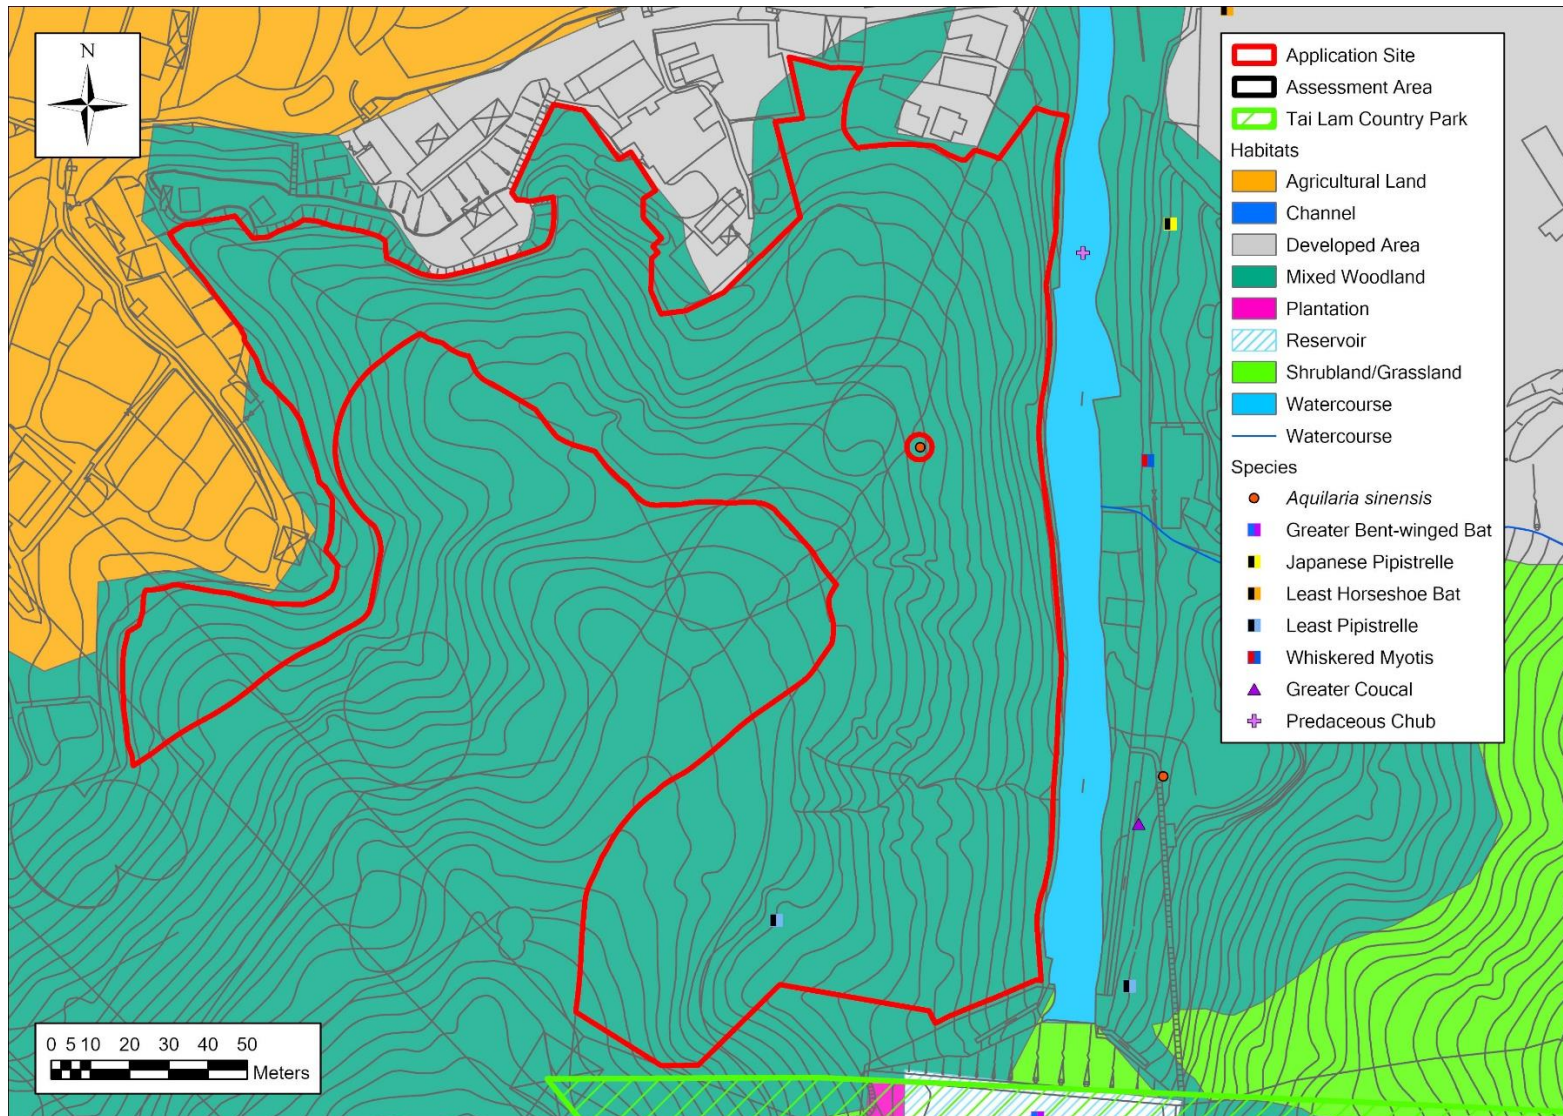 N
Application Site
Assessment Area
Tai Lam Country Park
Habitats
Agricultural Land
Channel
Developed Area
Mixed Woodland
Plantation
Reservoir
Shrubland/Grassland
Watercourse
Watercourse
Species
Aquilaria sinensis
Greater Bent-winged Bat
Japanese Pipistrelle
Least Horseshoe Bat
Least Pipistrelle
Whiskered Myotis
Greater Coucal
Predaceous Chub
0 5 10 20 30 40 50
Meters